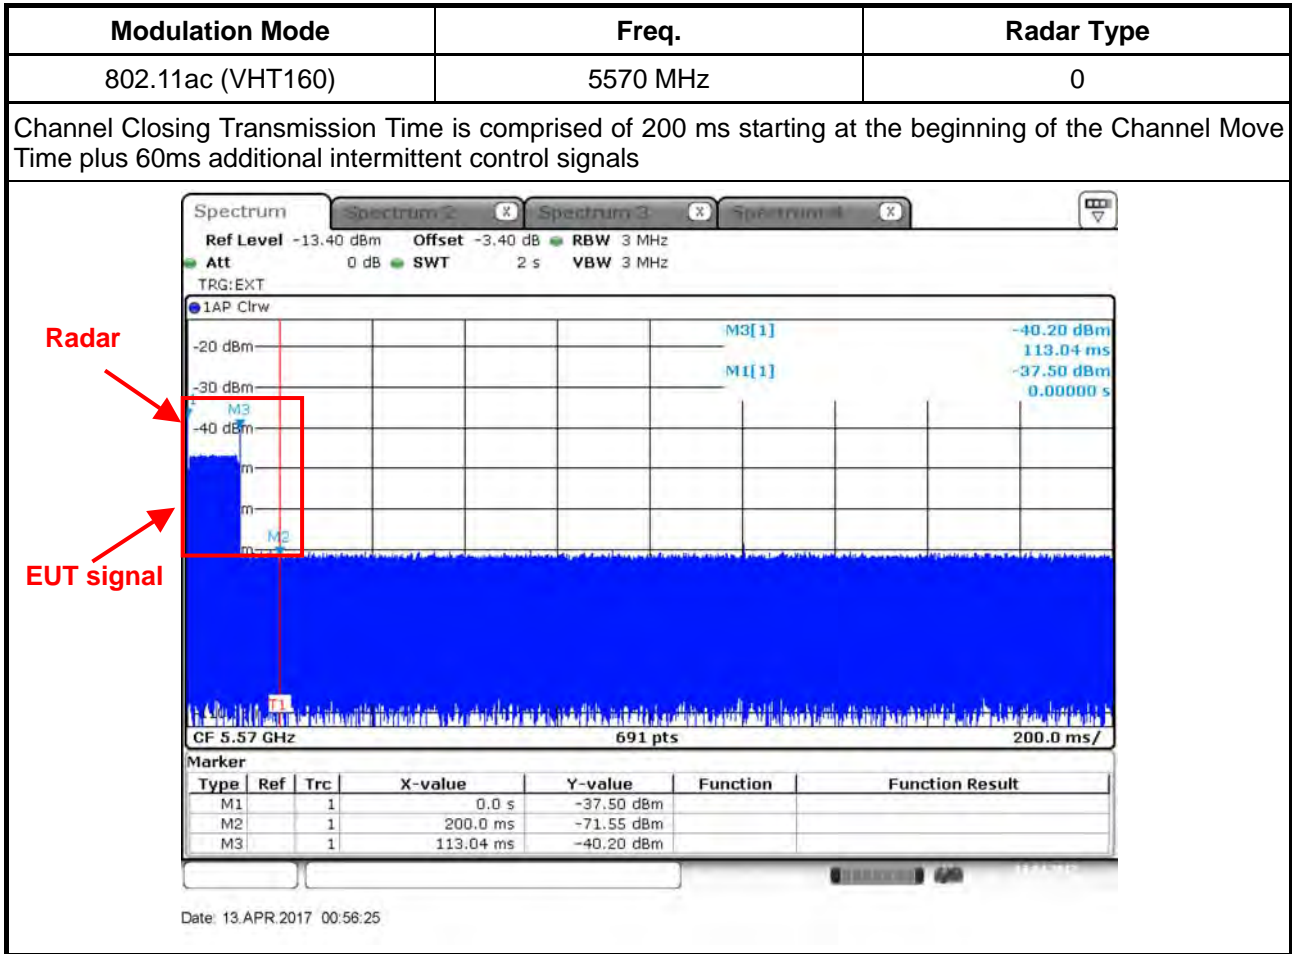 Modulation Mode Freq. Radar Type
802.11ac (VHT160) 5570 MHz 0
Channel Closing Transmission Time is comprised of 200 ms starting at the beginning of the Channel Move
Time plus 60ms additional intermittent control signals
Spectrum Spectrum 2 X Spectrum 3 X Spectrum 4 X
Ref Level -13.40 dBm Offset -3.40 dB RBW 3 MHz
Att 0 dB SWT 2 s VBW 3 MHz
TRG:EXT
1AP Clrw
M3[1] -40.20 dBm
113.04 ms
M1[1] -37.50 dBm
0.00000 s
Radar
-20 dBm
-30 dBm
M3
-40 dBm
m
m
M2
m
EUT signal
T1
CF 5.57 GHz 691 pts 200.0 ms/
Marker
Type Ref Trc X-value Y-value Function Function Result
M1 1 0.0 s -37.50 dBm
M2 1 200.0 ms -71.55 dBm
M3 1 113.04 ms -40.20 dBm
Date: 13.APR.2017 00:56:25